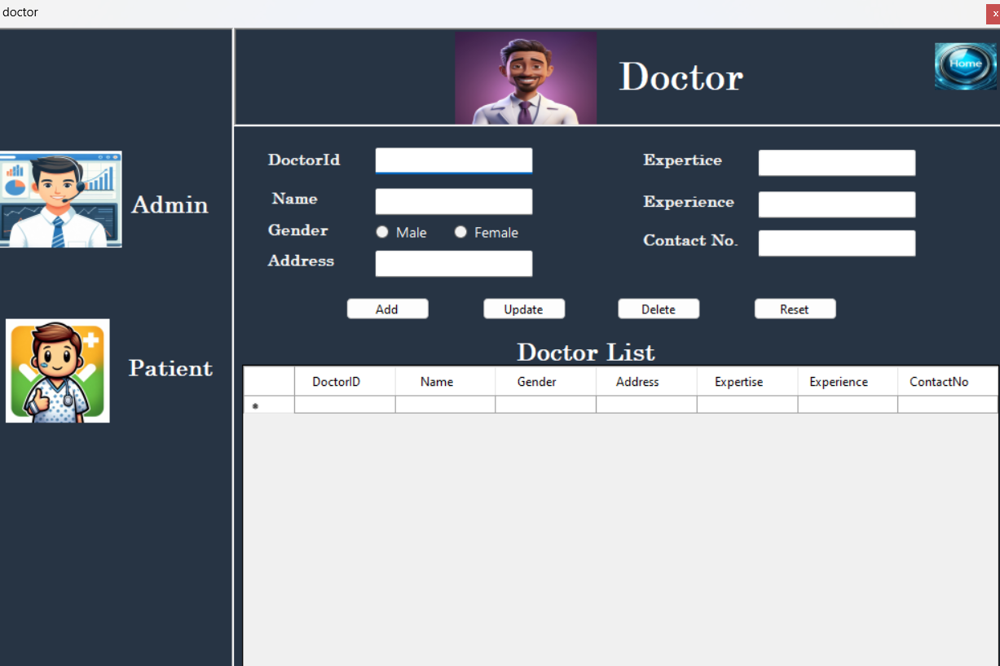 doctor
x
Doctor
Home
Admin
Patient
DoctorId
Expertice
Name
Experience
Gender
Male
Female
Contact No.
Address
Add
Update
Delete
Reset
Doctor List
DoctorID Name Gender Address Expertise Experience ContactNo